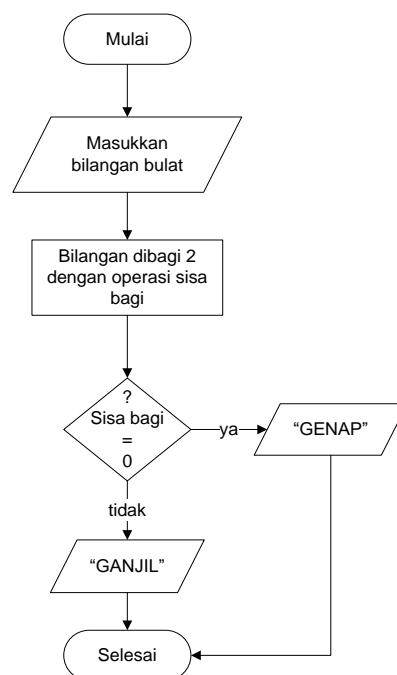 Mulai
Masukkan
bilangan bulat
Bilangan dibagi 2
dengan operasi sisa
bagi
?
Sisa bagi
=
0
ya
“GENAP”
tidak
“GANJIL”
Selesai